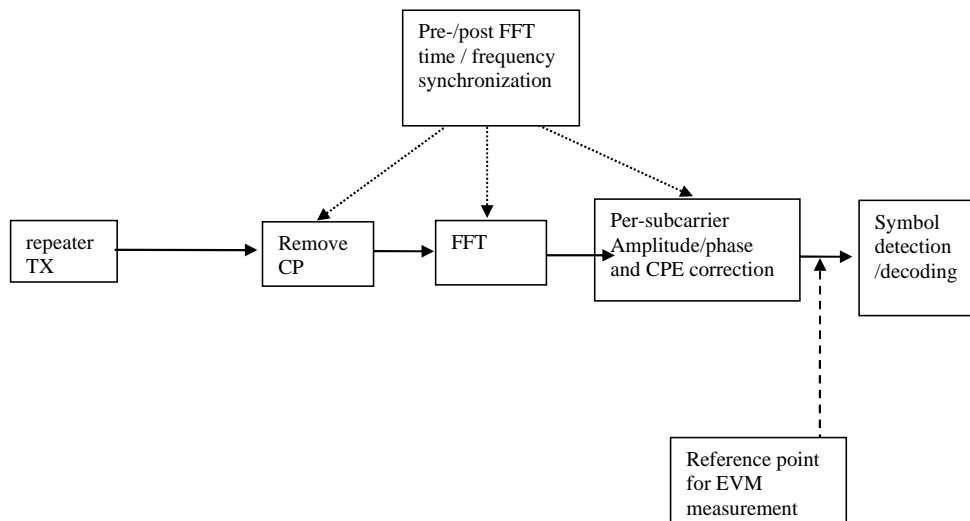 Pre-/post FFT
time / frequency
synchronization
repeater
TX
Remove
CP
FFT
Per-subcarrier
Amplitude/phase
and CPE correction
Symbol
detection
/decoding
Reference point
for EVM
measurement